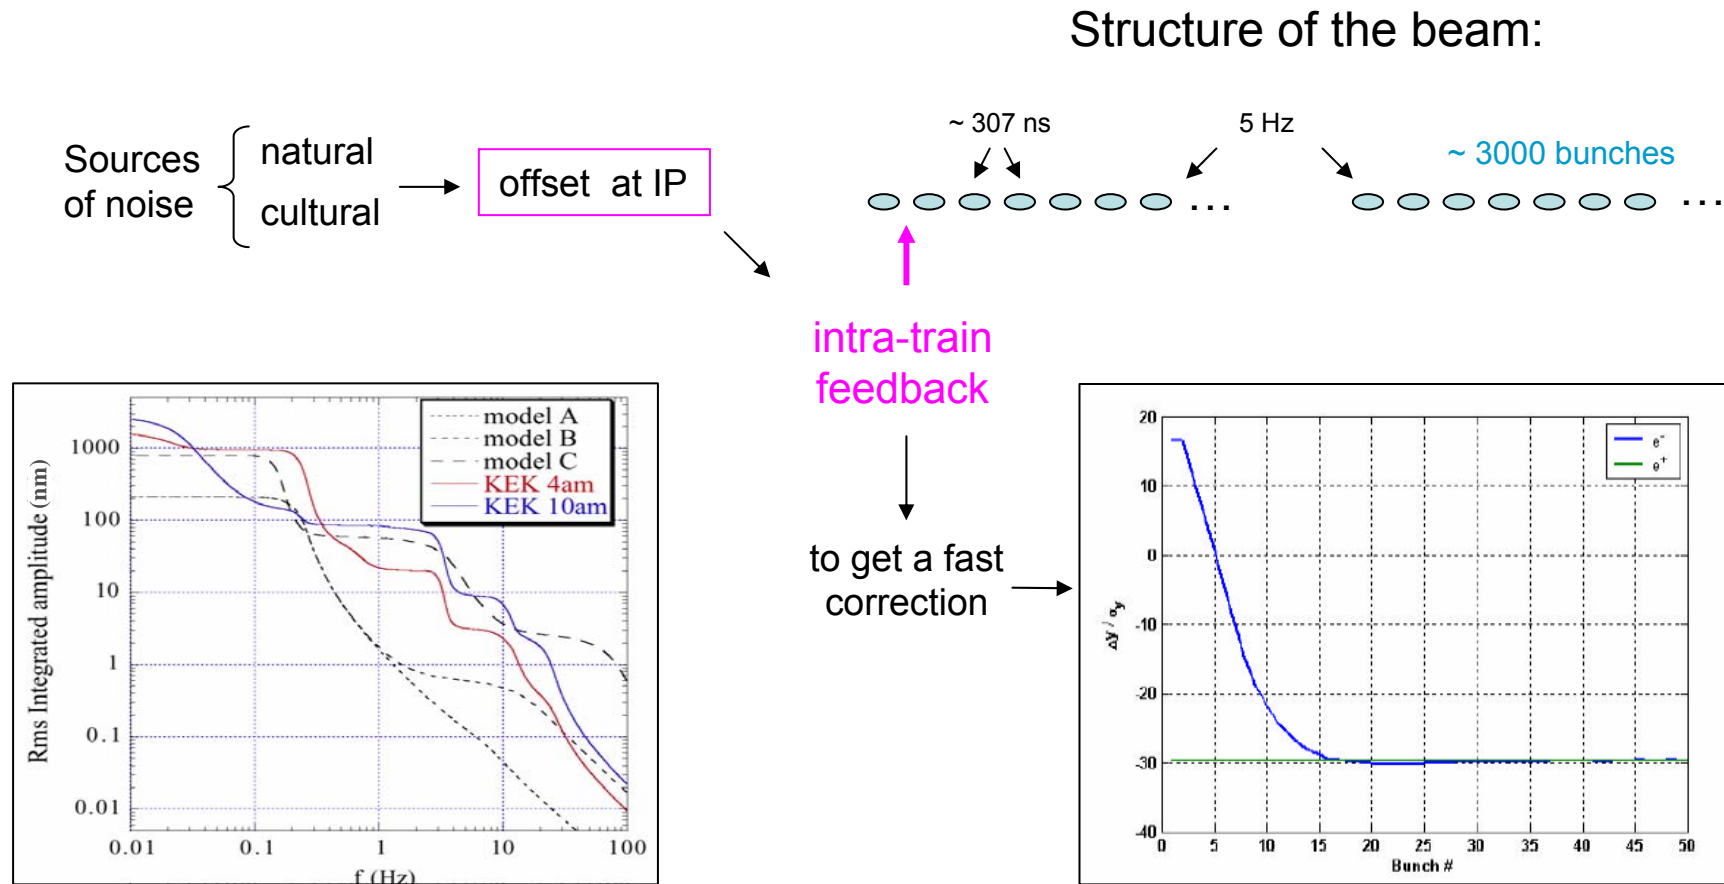 Structure of the beam:
Sources of noise
natural
cultural
offset at IP
~ 307 ns
5 Hz
~ 3000 bunches
...
...
intra-train
feedback
to get a fast
correction
Rms Integrated amplitude (nm)
1000
100
10
1
0.1
0.01
model A
model B
model C
KEK 4am
KEK 10am
0.01 0.1 1 10 100
f (Hz)
Δy / σy
20
10
0
-10
-20
-30
-40
e-
e+
0 5 10 15 20 25 30 35 40 45 50
Bunch #